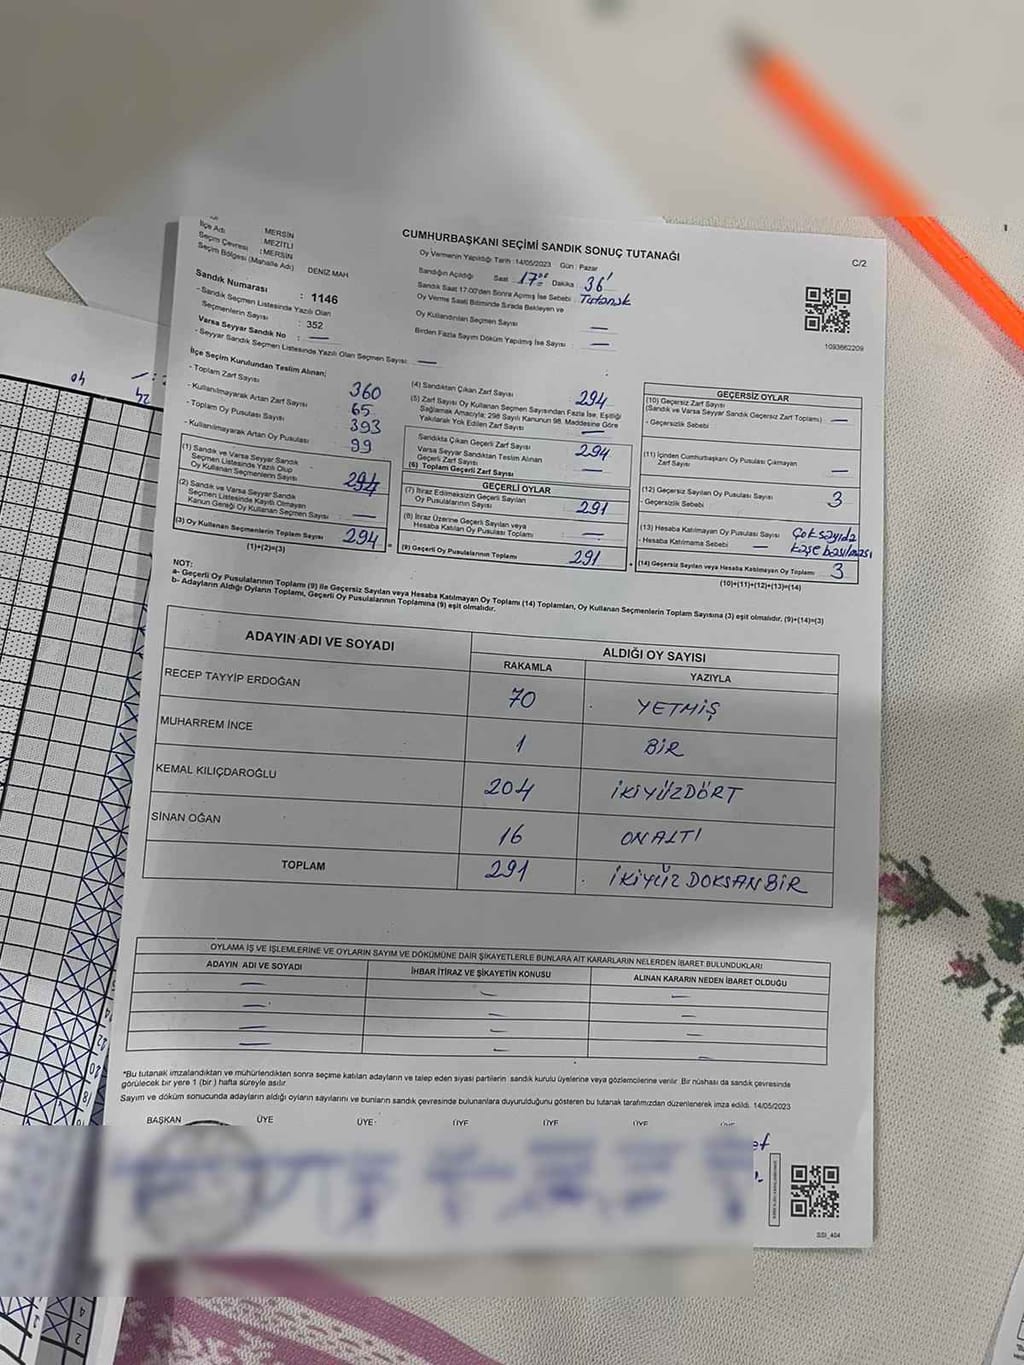 CUMHURBAŞKANI SEÇİMİ SANDIK SONUÇ TUTANAĞI
C/2
İlçe Adı : MERSİN
Seçim Çevresi : MEZİTLİ
Seçim Bölgesi (Mahalle Adı) : MERSİN
DENİZ MAH
Oy Vermenin Yapıldığı Tarih :14/05/2023 Gün : Pazar
Sandığın Açıldığı Saat 17:00 Dakika 36'
Sandık Saat 17.00'den Sonra Açımış İse Sebebi : Tutanak
Oy Verme Saati Bitiminde Sırada Bekleyen ve
Oy Kullandırılan Seçmen Sayısı —
Birden Fazla Sayım Döküm Yapılmış İse Sayısı : —
1093662209
Sandık Numarası : 1146
- Sandık Seçmen Listesinde Yazılı Olan
Seçmenlerin Sayısı : 352
Varsa Seyyar Sandık No : —
- Seyyar Sandık Seçmen Listesinde Yazılı Olan Seçmen Sayısı: —
İlçe Seçim Kurulundan Teslim Alınan;
- Toplam Zarf Sayısı 360
- Kullanılmayarak Artan Zarf Sayısı 65
- Toplam Oy Pusulası Sayısı 393
- Kullanılmayarak Artan Oy Pusulası 99
(1) Sandık ve Varsa Seyyar Sandık
Seçmen Listesinde Yazılı Olup
Oy Kullanan Seçmenlerin Sayısı 294
(2) Sandık ve Varsa Seyyar Sandık
Seçmen Listesinde Kayıtlı Olmayan
Kanun Gereği Oy Kullanan Seçmen Sayısı —
(3) Oy Kullanan Seçmenlerin Toplam Sayısı 294 =
(1)+(2)=(3)
(4) Sandıktan Çıkan Zarf Sayısı 294
(5) Zarf Sayısı Oy Kullanan Seçmen Sayısından Fazla İse, Eşitliği
Sağlamak Amacıyla; 298 Sayılı Kanunun 98. Maddesine Göre
Yakılarak Yok Edilen Zarf Sayısı —
Sandıkta Çıkan Geçerli Zarf Sayısı 294
Varsa Seyyar Sandıktan Teslim Alınan
Geçerli Zarf Sayısı —
(6) Toplam Geçerli Zarf Sayısı
GEÇERLİ OYLAR
(7) İtiraz Edilmeksizin Geçerli Sayılan
Oy Pusulalarının Sayısı 291
(8) İtiraz Üzerine Geçerli Sayılan veya
Hesaba Katılan Oy Pusulası Toplamı —
(9) Geçerli Oy Pusulalarının Toplamı 291 +
GEÇERSİZ OYLAR
(10) Geçersiz Zarf Sayısı
(Sandık ve Varsa Seyyar Sandık Geçersiz Zarf Toplamı) —
- Geçersizlik Sebebi
(11) İçinden Cumhurbaşkanı Oy Pusulası Çıkmayan
Zarf Sayısı —
(12) Geçersiz Sayılan Oy Pusulası Sayısı 3
- Geçersizlik Sebebi
(13) Hesaba Katılmayan Oy Pusulası Sayısı Çok sayıda
- Hesaba Katılmama Sebebi — kaşe basılması
(14) Geçersiz Sayılan veya Hesaba Katılmayan Oy Toplamı 3
(10)+(11)+(12)+(13)=(14)
NOT:
a- Geçerli Oy Pusulalarının Toplamı (9) ile Geçersiz Sayılan veya Hesaba Katılmayan Oy Toplamı (14) Toplamları, Oy Kullanan Seçmenlerin Toplam Sayısına (3) eşit olmalıdır. (9)+(14)=(3)
b- Adayların Aldığı Oyların Toplamı, Geçerli Oy Pusulalarının Toplamına (9) eşit olmalıdır.
ADAYIN ADI VE SOYADI ALDIĞI OY SAYISI
RAKAMLA YAZIYLA
RECEP TAYYİP ERDOĞAN 70 YETMİŞ
MUHARREM İNCE 1 BİR
KEMAL KILIÇDAROĞLU 204 İKİYÜZDÖRT
SİNAN OĞAN 16 ONALTI
TOPLAM 291 İKİYÜZ DOKSANBİR
OYLAMA İŞ VE İŞLEMLERİNE VE OYLARIN SAYIM VE DÖKÜMÜNE DAİR ŞİKAYETLERLE BUNLARA AİT KARARLARIN NELERDEN İBARET BULUNDUKLARI
ADAYIN ADI VE SOYADI İHBAR İTİRAZ VE ŞİKAYETİN KONUSU ALINAN KARARIN NEDEN İBARET OLDUĞU
— — —
— — —
— — —
— — —
*Bu tutanak imzalandıktan ve mühürlendikten sonra seçime katılan adayların ve talep eden siyasi partilerin sandık kurulu üyelerine veya gözlemcilerine verilir. Bir nüshası da sandık çevresinde
görülecek bir yere 1 (bir) hafta süreyle asılır.
Sayım ve döküm sonucunda adayların aldığı oyların sayılarını ve bunların sandık çevresinde bulunanlara duyurulduğunu gösteren bu tutanak tarafımızdan düzenlenerek imza edildi. 14/05/2023
BAŞKAN ÜYE ÜYE ÜYE ÜYE ÜYE
SSI_404